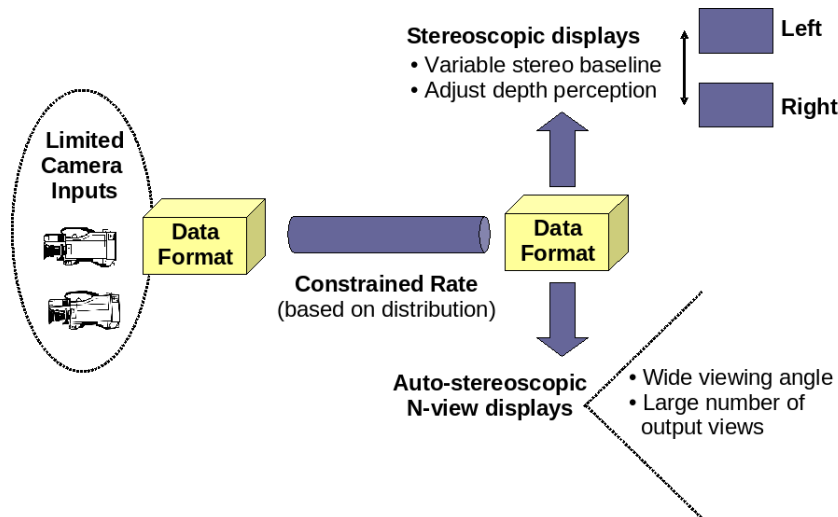 Stereoscopic displays
• Variable stereo baseline
• Adjust depth perception
Left
Right
Limited
Camera
Inputs
Data
Format
Constrained Rate
(based on distribution)
Data
Format
Auto-stereoscopic
N-view displays
• Wide viewing angle
• Large number of
output views